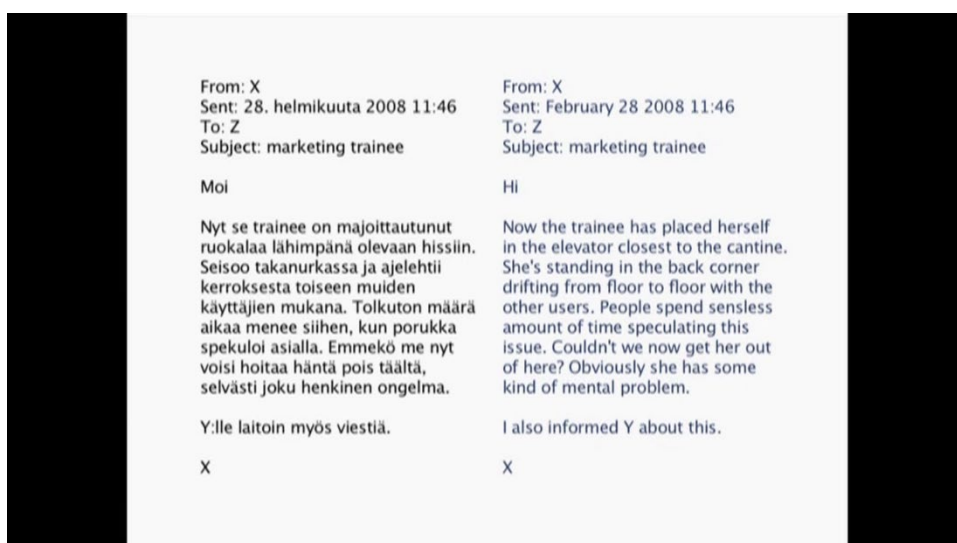 From: X
Sent: 28. helmikuuta 2008 11:46
To: Z
Subject: marketing trainee
Moi
Nyt se trainee on majoittautunut
ruokalaa lähimpänä olevaan hissiin.
Seisoo takanurkassa ja ajelehtii
kerroksesta toiseen muiden
käyttäjien mukana. Tolkuton määrä
aikaa menee siihen, kun porukka
spekuloi asialla. Emmekö me nyt
voisi hoitaa häntä pois täältä,
selvästi joku henkinen ongelma.
Y:lle laitoin myös viestiä.
X
From: X
Sent: February 28 2008 11:46
To: Z
Subject: marketing trainee
Hi
Now the trainee has placed herself
in the elevator closest to the cantine.
She's standing in the back corner
drifting from floor to floor with the
other users. People spend sensless
amount of time speculating this
issue. Couldn't we now get her out
of here? Obviously she has some
kind of mental problem.
I also informed Y about this.
X